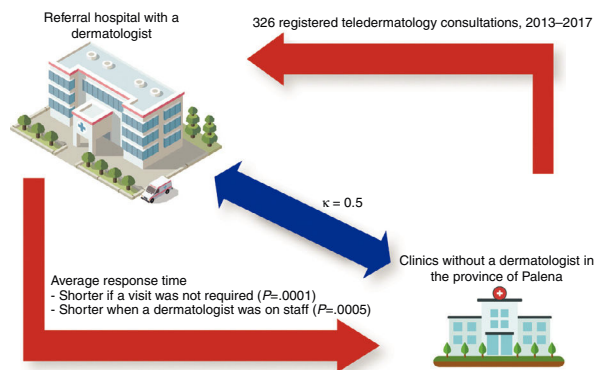 Referral hospital with a
dermatologist
326 registered teledermatology consultations, 2013–2017
κ = 0.5
Clinics without a dermatologist in
the province of Palena
Average response time
- Shorter if a visit was not required (P=.0001)
- Shorter when a dermatologist was on staff (P=.0005)